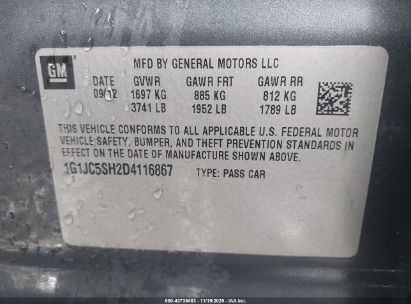 GM
MFD BY GENERAL MOTORS LLC
DATE GVWR GAWR FRT GAWR RR
09/12 1697 KG 885 KG 812 KG
3741 LB 1952 LB 1789 LB
THIS VEHICLE CONFORMS TO ALL APPLICABLE U.S. FEDERAL MOTOR
VEHICLE SAFETY, BUMPER, AND THEFT PREVENTION STANDARDS
IN EFFECT ON THE DATE OF MANUFACTURE SHOWN ABOVE.
1G1JC5SH2D4116867 TYPE: PASS CAR